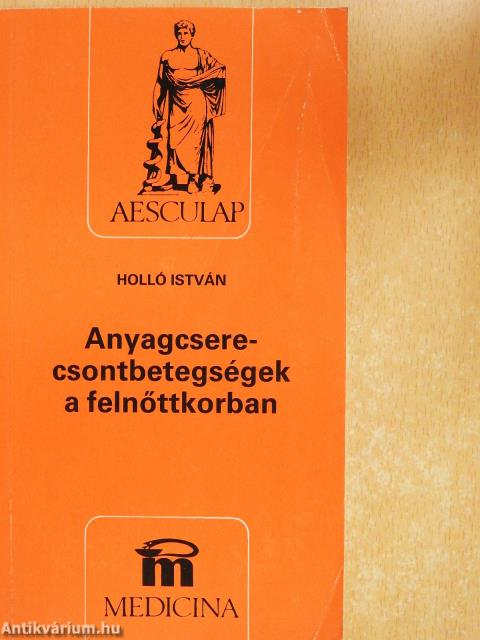 AESCULAP
HOLLÓ ISTVÁN
Anyagcsere-
csontbetegségek
a felnőttkorban
m
MEDICINA
Antikvárium.hu